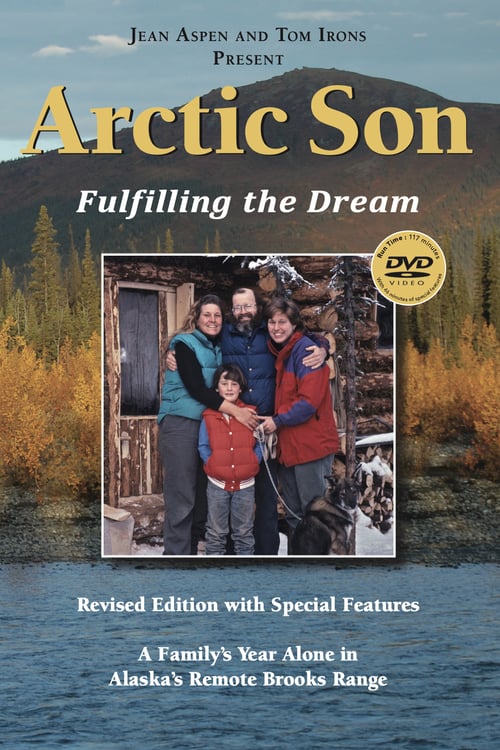 Jean Aspen and Tom Irons
Present
Arctic Son
Fulfilling the Dream
Run Time : 117 minutes
DVD
VIDEO
Revised Edition with Special Features
A Family's Year Alone in
Alaska's Remote Brooks Range